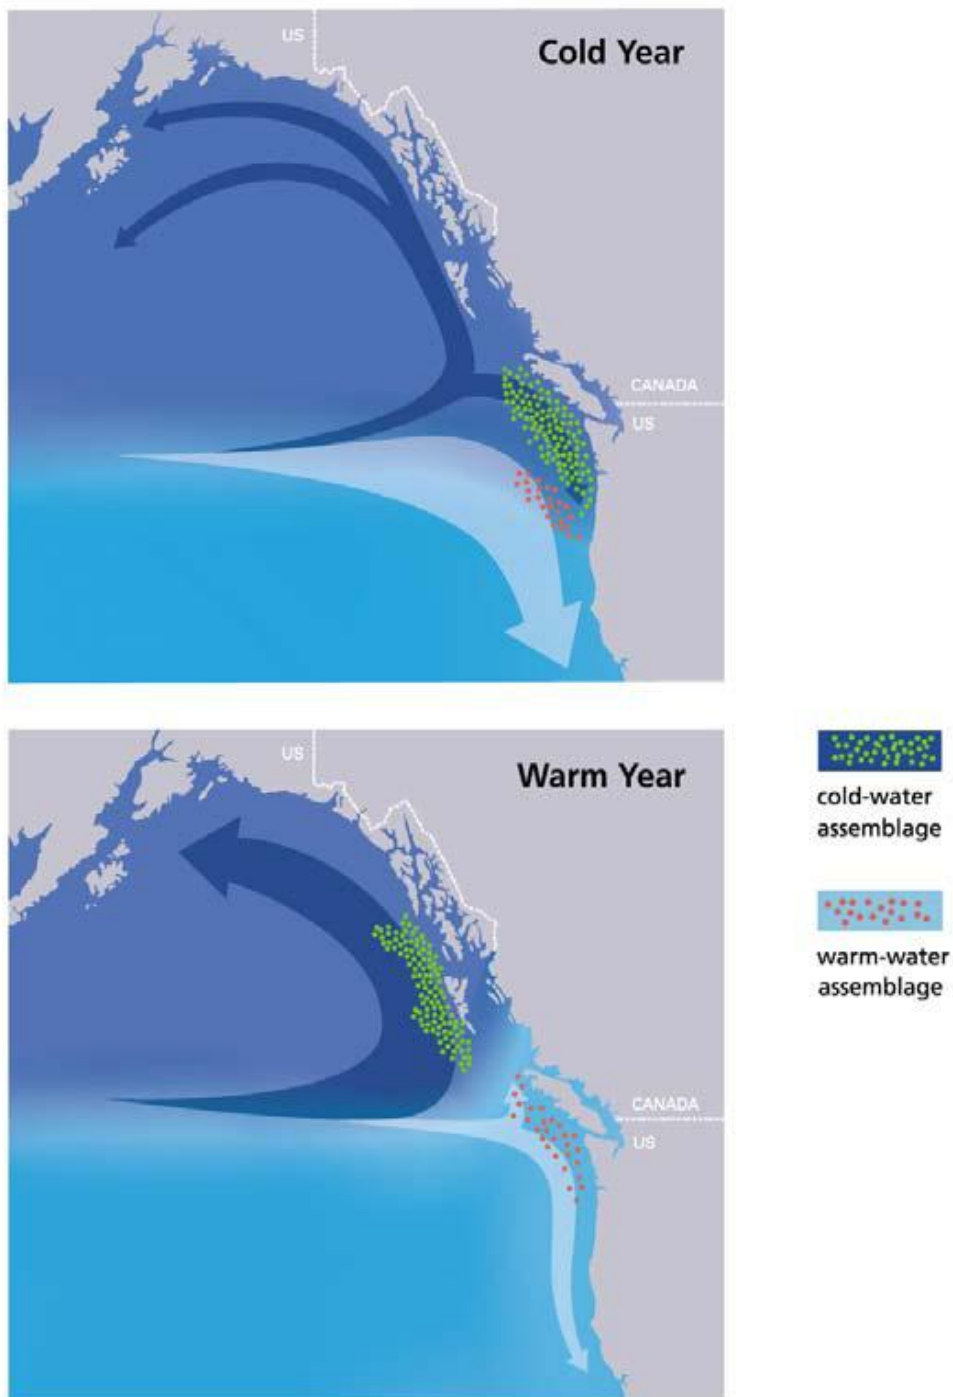 US
Cold Year
CANADA
US
US
Warm Year
cold-water
assemblage
warm-water
assemblage
CANADA
US